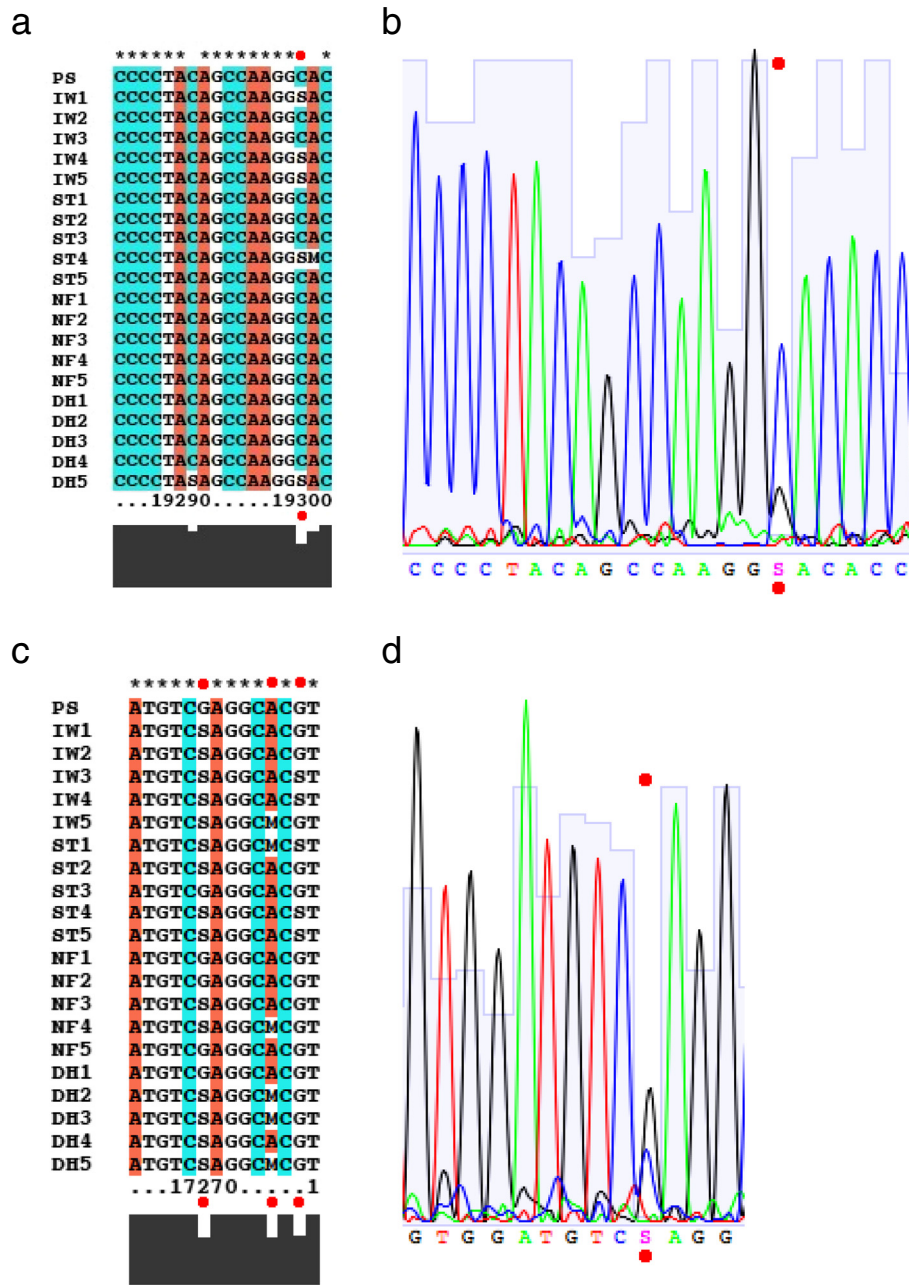 a
****** ******** *
PS CCCCTACAGCCAAGGCAC
IW1 CCCCTACAGCCAAGGSAC
IW2 CCCCTACAGCCAAGGCAC
IW3 CCCCTACAGCCAAGGCAC
IW4 CCCCTACAGCCAAGGSAC
IW5 CCCCTACAGCCAAGGSAC
ST1 CCCCTACAGCCAAGGCAC
ST2 CCCCTACAGCCAAGGCAC
ST3 CCCCTACAGCCAAGGCAC
ST4 CCCCTACAGCCAAGGSMC
ST5 CCCCTACAGCCAAGGCAC
NF1 CCCCTACAGCCAAGGCAC
NF2 CCCCTACAGCCAAGGCAC
NF3 CCCCTACAGCCAAGGCAC
NF4 CCCCTACAGCCAAGGCAC
NF5 CCCCTACAGCCAAGGCAC
DH1 CCCCTACAGCCAAGGCAC
DH2 CCCCTACAGCCAAGGCAC
DH3 CCCCTACAGCCAAGGCAC
DH4 CCCCTACAGCCAAGGCAC
DH5 CCCCTASAGCCAAGGSAC
...19290.....19300
b
C C C C T A C A G C C A A G G S A C A C C
c
***** **** * *
PS ATGTCGAGGCACGT
IW1 ATGTCSAGGCACGT
IW2 ATGTCSAGGCACGT
IW3 ATGTCSAGGCACST
IW4 ATGTCSAGGCACST
IW5 ATGTCSAGGCMCGT
ST1 ATGTCSAGGCMCST
ST2 ATGTCSAGGCACGT
ST3 ATGTCGAGGCACGT
ST4 ATGTCSAGGCACST
ST5 ATGTCSAGGCACST
NF1 ATGTCGAGGCACGT
NF2 ATGTCGAGGCACGT
NF3 ATGTCSAGGCACGT
NF4 ATGTCSAGGCMCGT
NF5 ATGTCGAGGCACGT
DH1 ATGTCGAGGCACGT
DH2 ATGTCSAGGCMCGT
DH3 ATGTCSAGGCMCGT
DH4 ATGTCSAGGCACGT
DH5 ATGTCSAGGCMCGT
...17270.....1
d
G T G G A T G T C S A G G